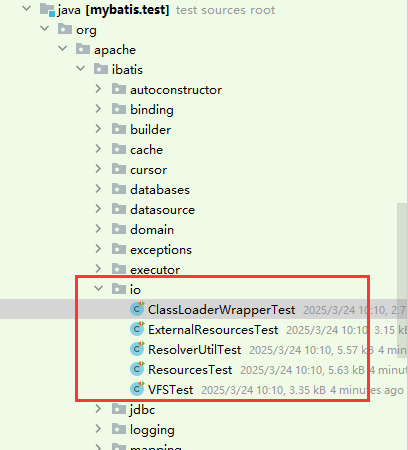 java [mybatis.test] test sources root
org
apache
ibatis
autoconstructor
binding
builder
cache
cursor
databases
datasource
domain
exceptions
executor
io
ClassLoaderWrapperTest 2025/3/24 10:10, 2.7
ExternalResourcesTest 2025/3/24 10:10, 3.15 k
ResolverUtilTest 2025/3/24 10:10, 5.57 kB 4 min
ResourcesTest 2025/3/24 10:10, 5.63 kB 4 minut
VFSTest 2025/3/24 10:10, 3.35 kB 4 minutes ago
jdbc
logging
mapping